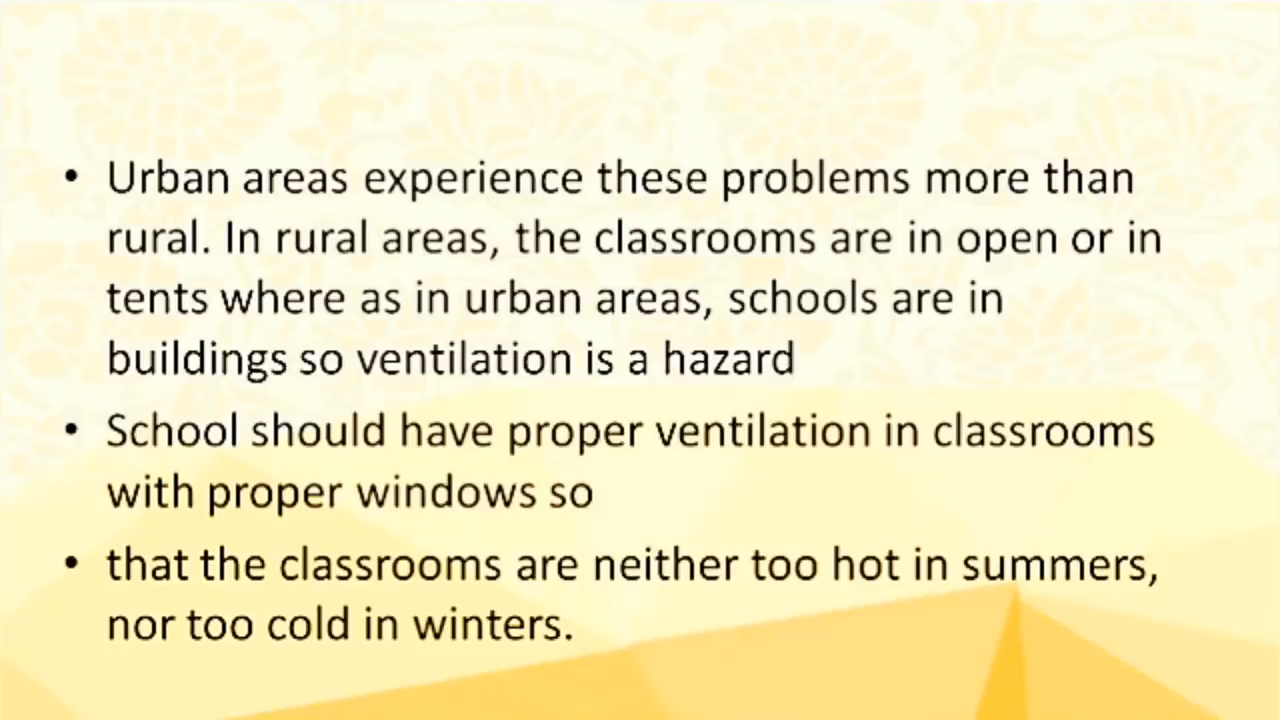 • Urban areas experience these problems more than
rural. In rural areas, the classrooms are in open or in
tents where as in urban areas, schools are in
buildings so ventilation is a hazard
• School should have proper ventilation in classrooms
with proper windows so
• that the classrooms are neither too hot in summers,
nor too cold in winters.